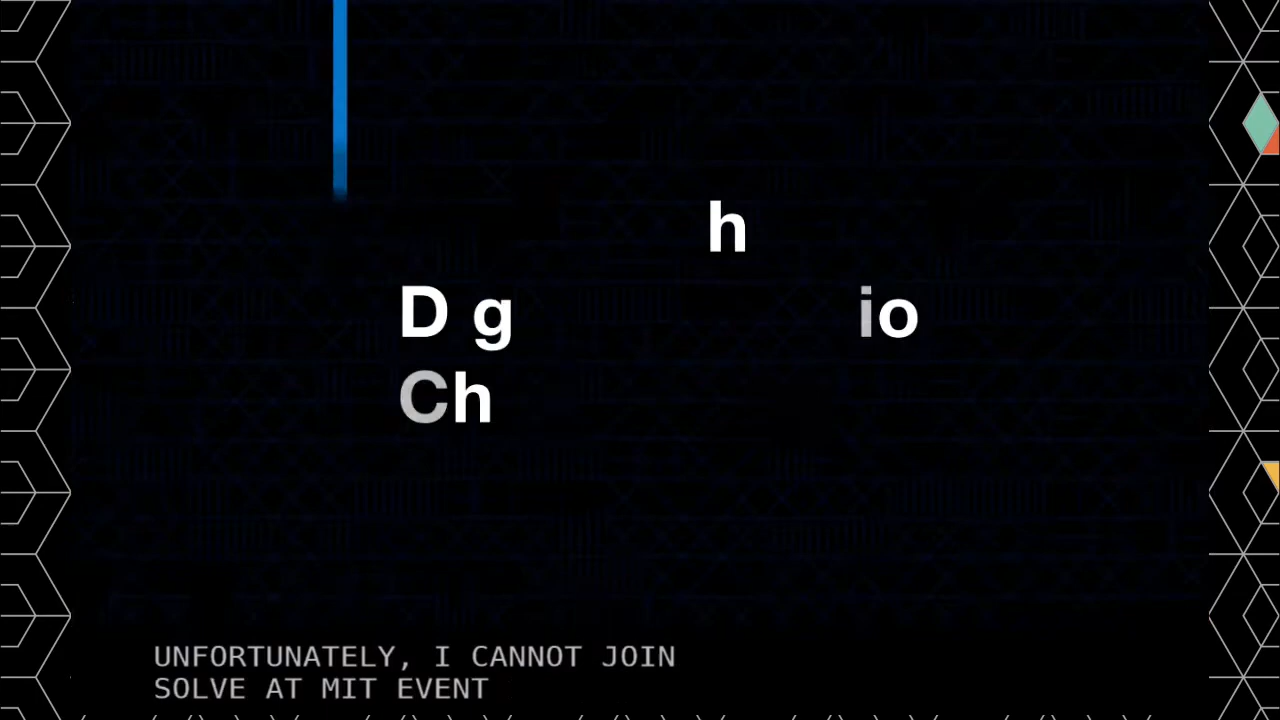 h
D g io
Ch
UNFORTUNATELY, I CANNOT JOIN
SOLVE AT MIT EVENT